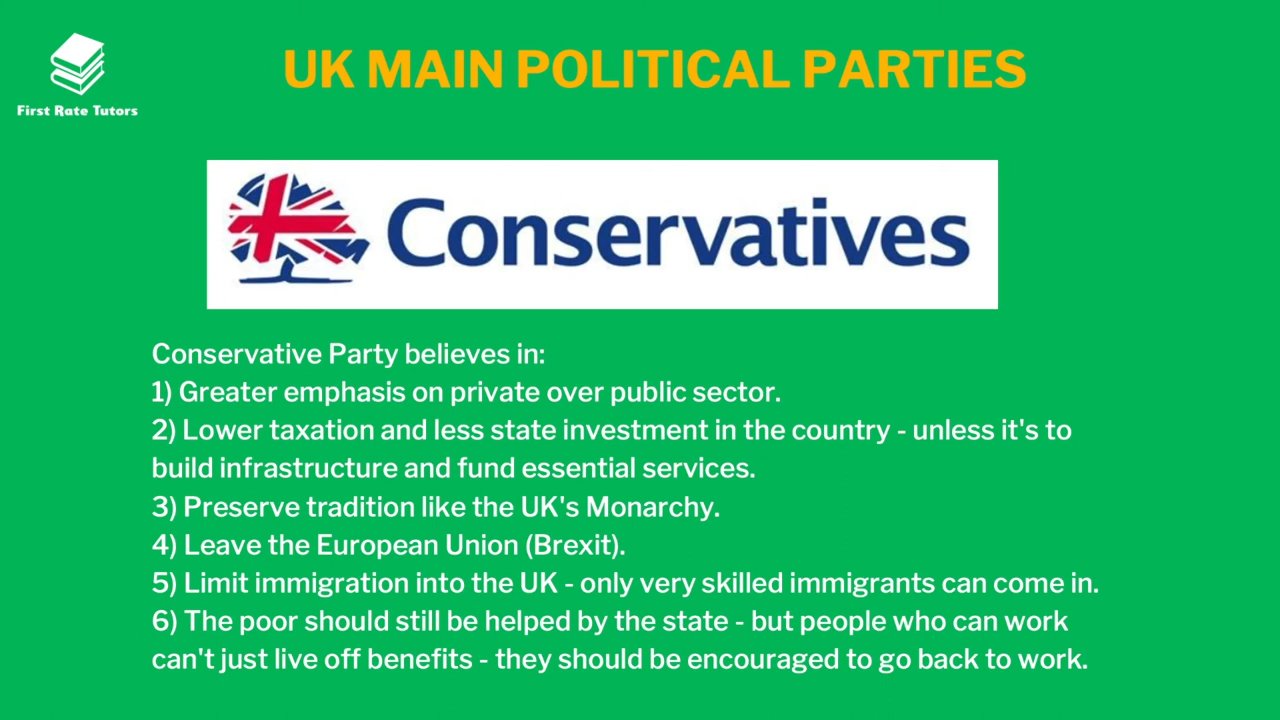 First Rate Tutors
UK MAIN POLITICAL PARTIES
Conservatives
Conservative Party believes in:
1) Greater emphasis on private over public sector.
2) Lower taxation and less state investment in the country - unless it's to
build infrastructure and fund essential services.
3) Preserve tradition like the UK's Monarchy.
4) Leave the European Union (Brexit).
5) Limit immigration into the UK - only very skilled immigrants can come in.
6) The poor should still be helped by the state - but people who can work
can't just live off benefits - they should be encouraged to go back to work.